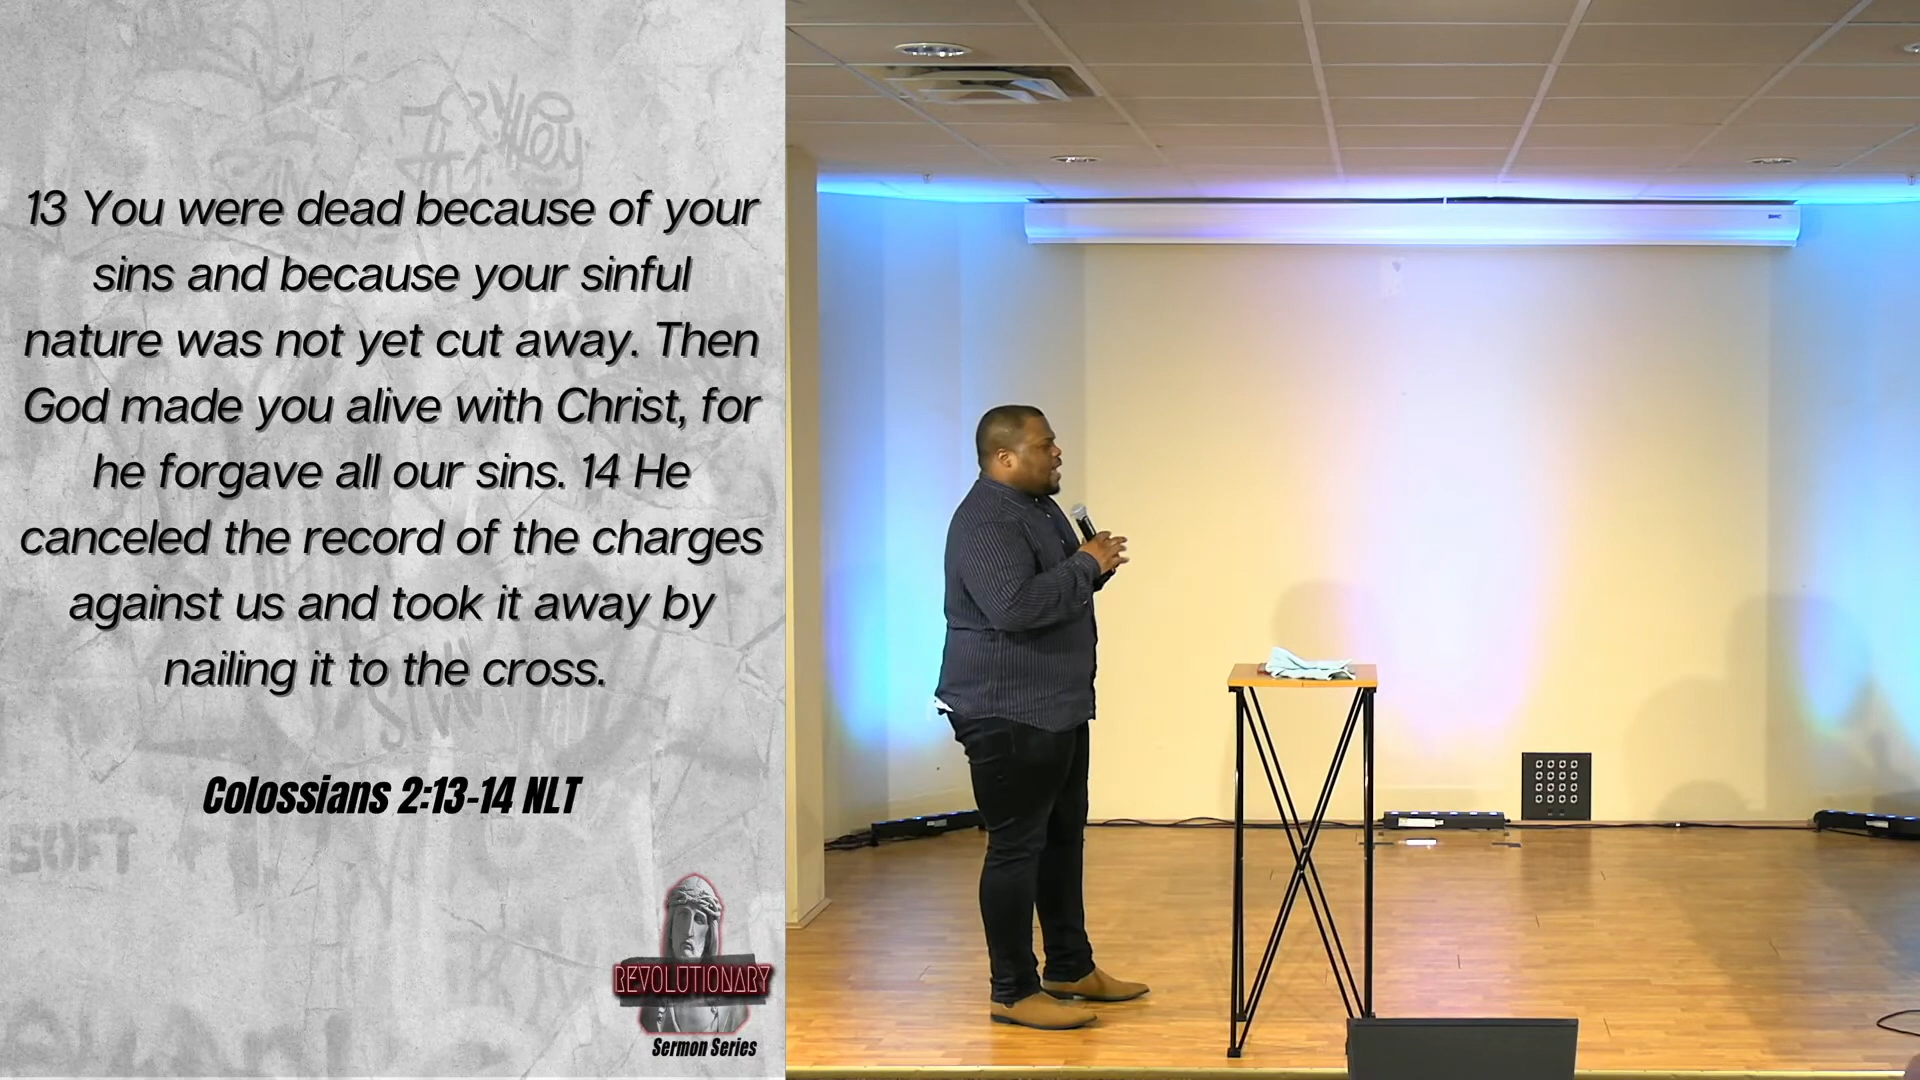 13 You were dead because of your
sins and because your sinful
nature was not yet cut away. Then
God made you alive with Christ, for
he forgave all our sins. 14 He
canceled the record of the charges
against us and took it away by
nailing it to the cross.
Colossians 2:13-14 NLT
SOFT
REVOLUTIONARY
Sermon Series